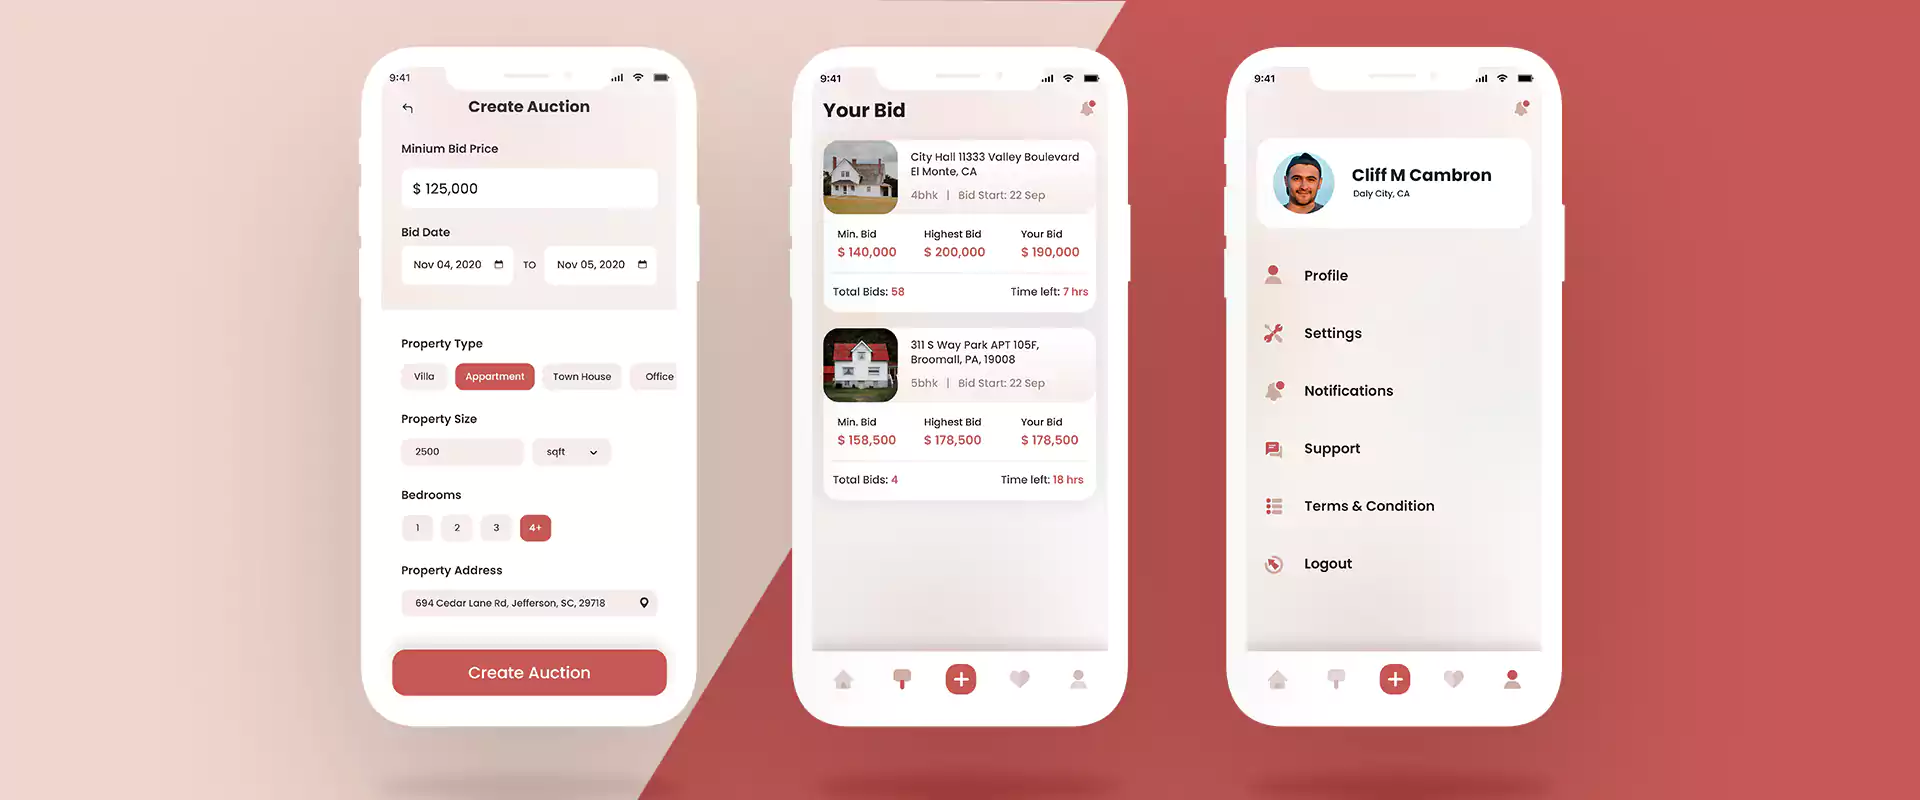 9:41
Create Auction
Minium Bid Price
$ 125,000
Bid Date
Nov 04, 2020 TO Nov 05, 2020
Property Type
Villa Appartment Town House Office
Property Size
2500 sqft
Bedrooms
1 2 3 4+
Property Address
694 Cedar Lane Rd, Jefferson, SC, 29718
Create Auction
9:41
Your Bid
City Hall 11333 Valley Boulevard
El Monte, CA
4bhk | Bid Start: 22 Sep
Min. Bid Highest Bid Your Bid
$ 140,000 $ 200,000 $ 190,000
Total Bids: 58 Time left: 7 hrs
311 S Way Park APT 105F,
Broomall, PA, 19008
5bhk | Bid Start: 22 Sep
Min. Bid Highest Bid Your Bid
$ 158,500 $ 178,500 $ 178,500
Total Bids: 4 Time left: 18 hrs
9:41
Cliff M Cambron
Daly City, CA
Profile
Settings
Notifications
Support
Terms & Condition
Logout